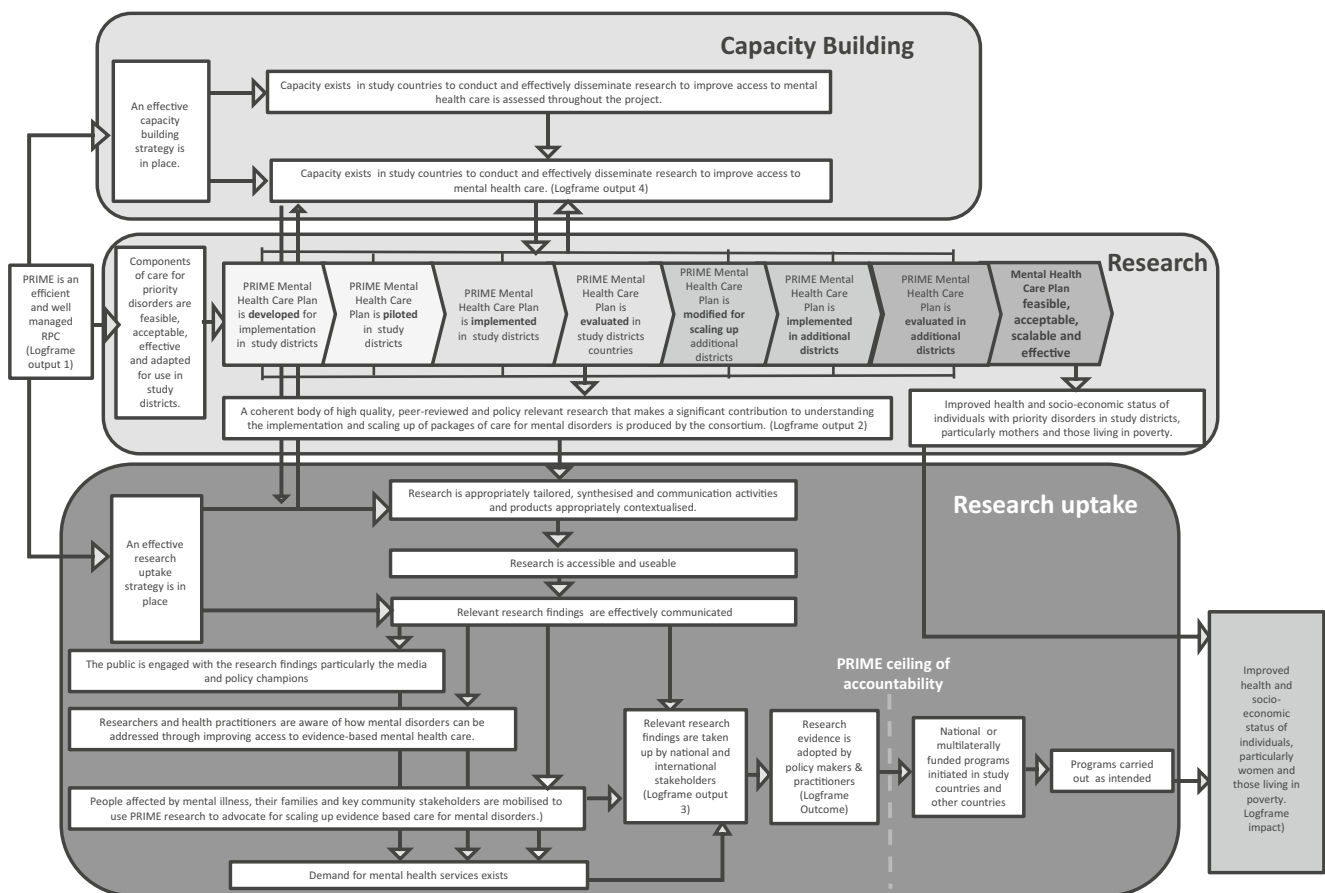 Capacity Building
An effective
capacity
building
strategy is
in place.
Capacity exists in study countries to conduct and effectively disseminate research to improve access to mental
health care is assessed throughout the project.
Capacity exists in study countries to conduct and effectively disseminate research to improve access to
mental health care. (Logframe output 4)
Research
PRIME is an
efficient
and well
managed
RPC
(Logframe
output 1)
Components
of care for
priority
disorders are
feasible,
acceptable,
effective
and adapted
for use in
study
districts.
PRIME Mental
Health Care Plan
is developed for
implementation
in study districts
PRIME Mental
Health Care
Plan is piloted
in study
districts
PRIME Mental
Health Care Plan
is implemented
in study districts
PRIME Mental
Health Care
Plan is
evaluated in
study districts
countries
PRIME Mental
Health Care
Plan is
modified for
scaling up
additional
districts
PRIME Mental
Health Care
Plan is
implemented
in additional
districts
PRIME Mental
Health Care
Plan is
evaluated in
additional
districts
Mental Health
Care Plan
feasible,
acceptable,
scalable and
effective
A coherent body of high quality, peer-reviewed and policy relevant research that makes a significant contribution to understanding
the implementation and scaling up of packages of care for mental disorders is produced by the consortium. (Logframe output 2)
Improved health and socio-economic status of
individuals with priority disorders in study districts,
particularly mothers and those living in poverty.
Research uptake
An effective
research
uptake
strategy is in
place
Research is appropriately tailored, synthesised and communication activities
and products appropriately contextualised.
Research is accessible and useable
Relevant research findings are effectively communicated
The public is engaged with the research findings particularly the media
and policy champions
Researchers and health practitioners are aware of how mental disorders can be
addressed through improving access to evidence-based mental health care.
People affected by mental illness, their families and key community stakeholders are mobilised to
use PRIME research to advocate for scaling up evidence based care for mental disorders.)
Demand for mental health services exists
Relevant research
findings are taken
up by national and
international
stakeholders
(Logframe output
3)
Research
evidence is
adopted by
policy makers &
practitioners
(Logframe
Outcome)
PRIME ceiling of
accountability
National or
multilaterally
funded programs
initiated in study
countries and
other countries
Programs carried
out as intended
Improved
health and
socio-
economic
status of
individuals,
particularly
women and
those living in
poverty.
Logframe
impact)